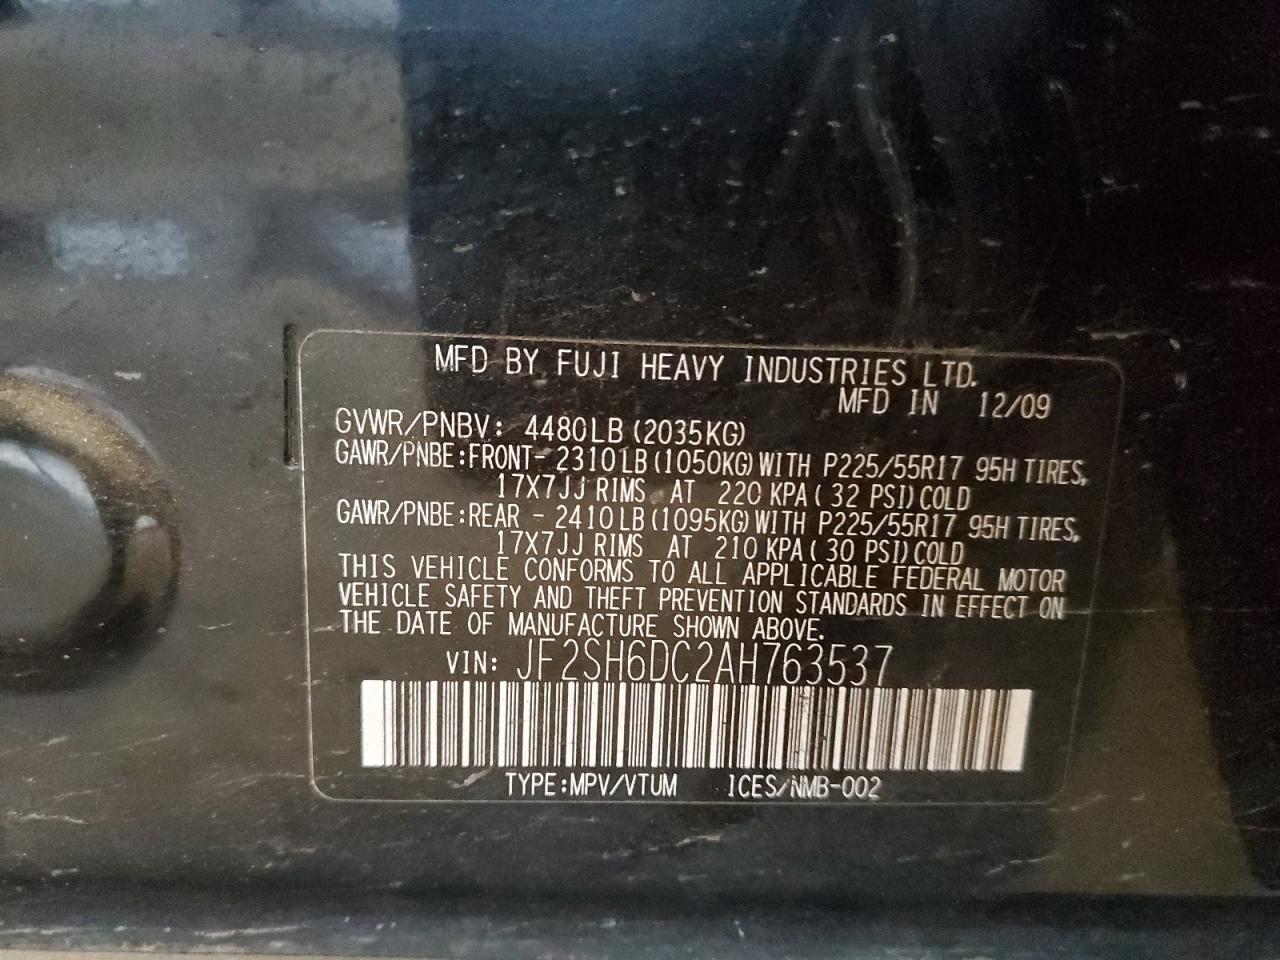 MFD BY FUJI HEAVY INDUSTRIES LTD.
MFD IN 12/09
GVWR/PNBV: 4480LB (2035KG)
GAWR/PNBE:FRONT- 2310LB (1050KG) WITH P225/55R17 95H TIRES,
17X7JJ RIMS AT 220 KPA ( 32 PSI) COLD
GAWR/PNBE:REAR - 2410LB (1095KG) WITH P225/55R17 95H TIRES,
17X7JJ RIMS AT 210 KPA ( 30 PSI) COLD
THIS VEHICLE CONFORMS TO ALL APPLICABLE FEDERAL MOTOR
VEHICLE SAFETY AND THEFT PREVENTION STANDARDS IN EFFECT ON
THE DATE OF MANUFACTURE SHOWN ABOVE.
VIN: JF2SH6DC2AH763537
TYPE:MPV/VTUM ICES/NMB-002